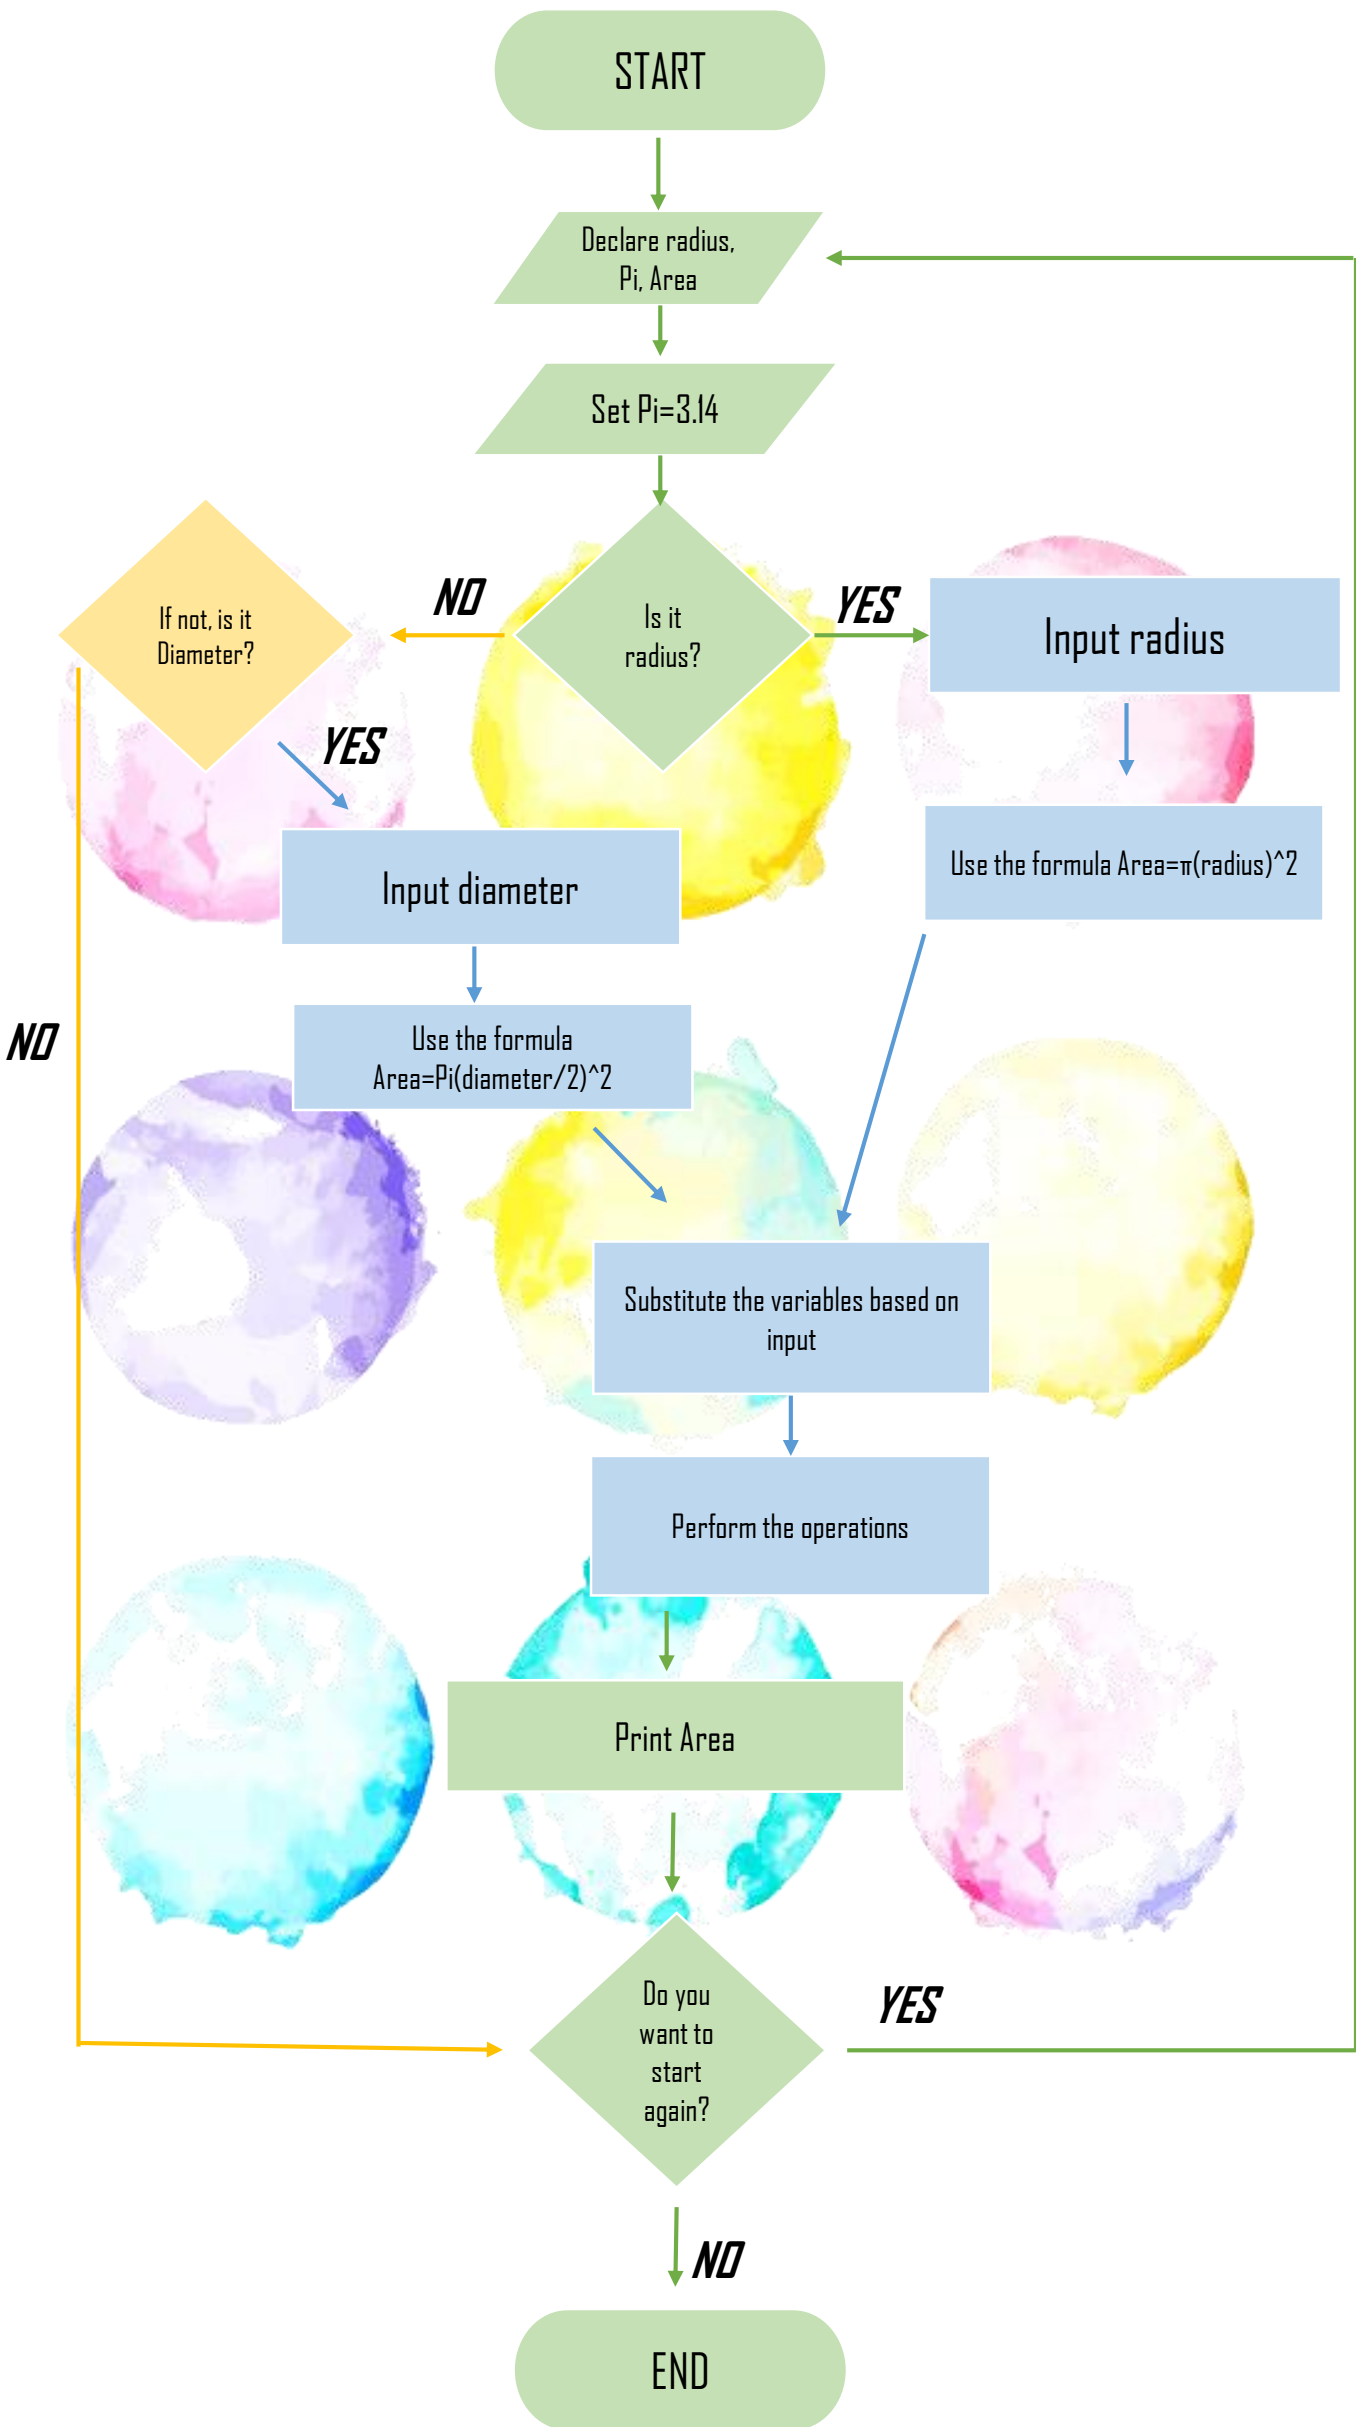 START
Declare radius,
Pi, Area
Set Pi=3.14
If not, is it
Diameter?
NO
Is it
radius?
YES
Input radius
YES
Input diameter
Use the formula Area=π(radius)^2
NO
Use the formula
Area=Pi(diameter/2)^2
Substitute the variables based on
input
Perform the operations
Print Area
Do you
want to
start
again?
YES
NO
END